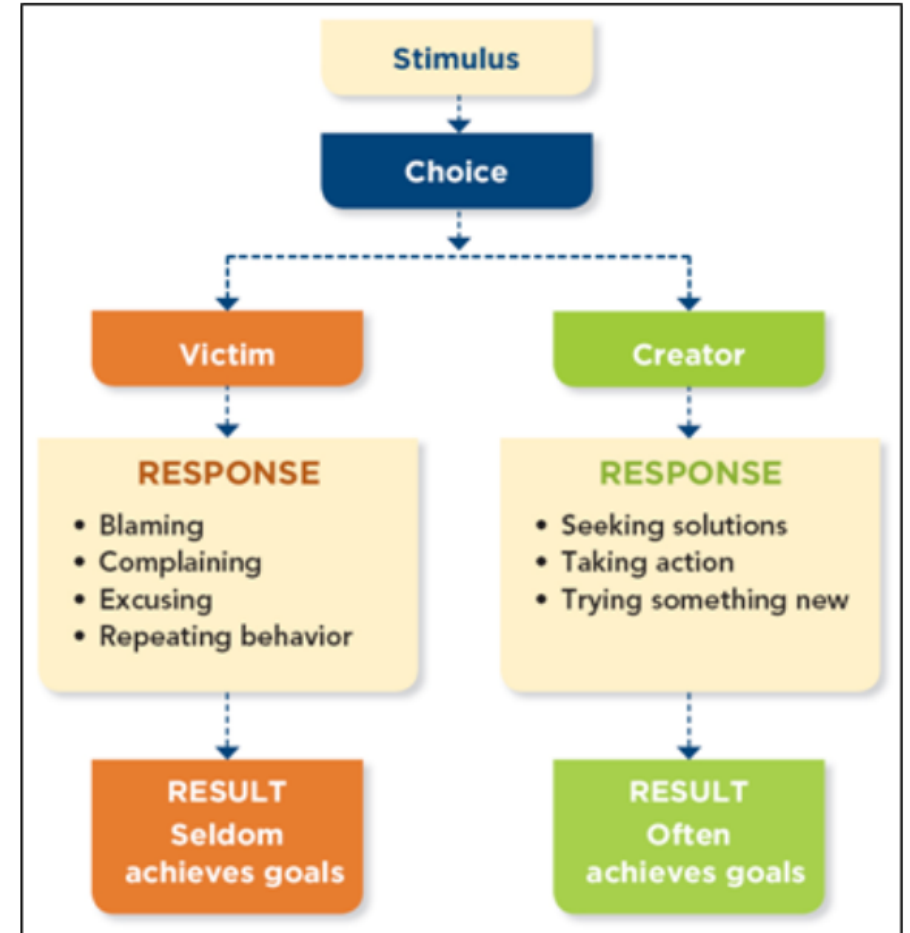 Stimulus
Choice
Victim
RESPONSE
• Blaming
• Complaining
• Excusing
• Repeating behavior
RESULT
Seldom
achieves goals
Creator
RESPONSE
• Seeking solutions
• Taking action
• Trying something new
RESULT
Often
achieves goals